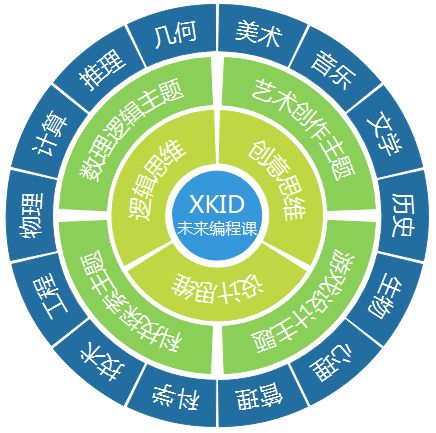 XKID
未来编程课
创意思维
设计思维
逻辑思维
艺术创作主题
游戏设计主题
科技探索主题
数理逻辑主题
美术
音乐
文学
历史
生物
心理
管理
科学
技术
工程
物理
计算
推理
几何